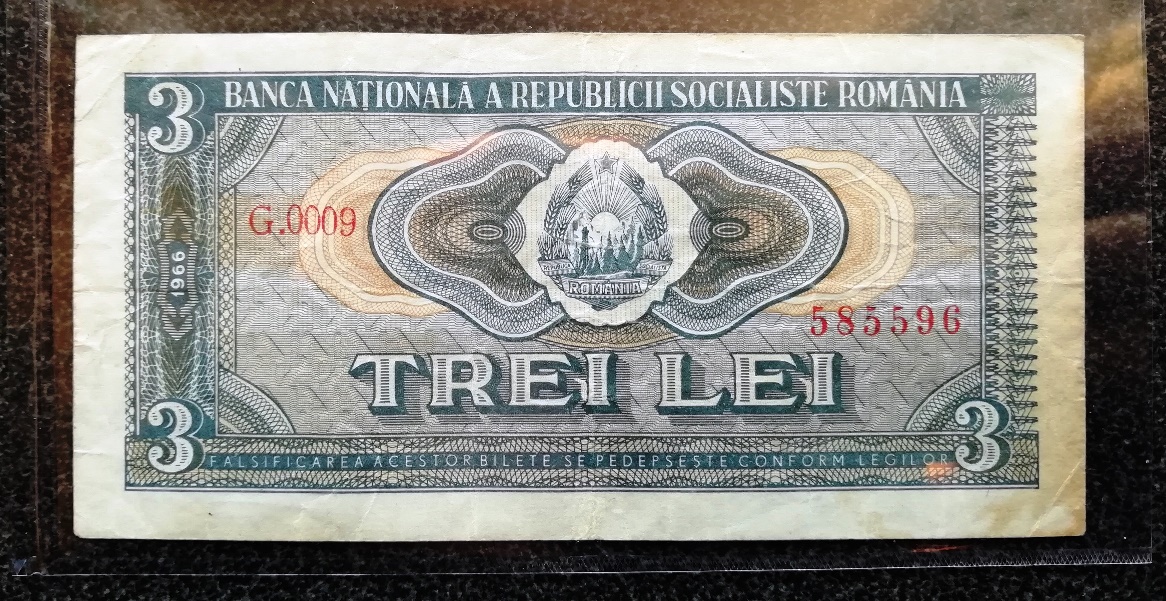 3 BANCA NAȚIONALĂ A REPUBLICII SOCIALISTE ROMÂNIA
G.0009
1966
ROMANIA
585596
TREI LEI
3 3
FALSIFICAREA ACESTOR BILETE SE PEDEPSEȘTE CONFORM LEGILOR